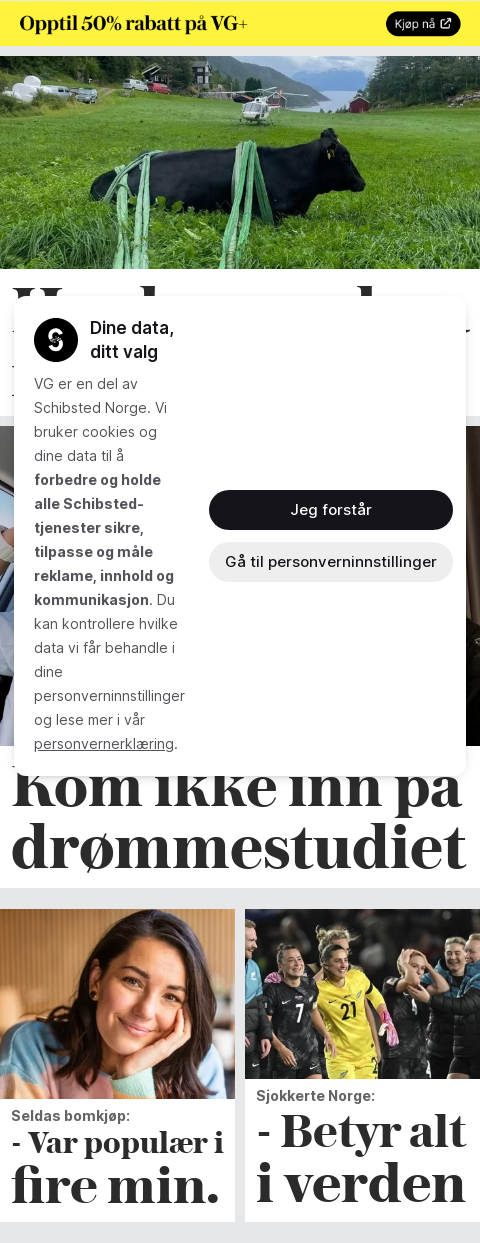 Opptil 50% rabatt på VG+
Kjøp nå
Dine data,
ditt valg
VG er en del av
Schibsted Norge. Vi
bruker cookies og
dine data til å
forbedre og holde
alle Schibsted-
tjenester sikre,
tilpasse og måle
reklame, innhold og
kommunikasjon. Du
kan kontrollere hvilke
data vi får behandle i
dine
personverninnstillinger
og lese mer i vår
personvernerklæring.
Jeg forstår
Gå til personverninnstillinger
Kom ikke inn på
drømmestudiet
Seldas bomkjøp:
- Var populær i
fire min.
7
21
Sjokkerte Norge:
- Betyr alt
i verden